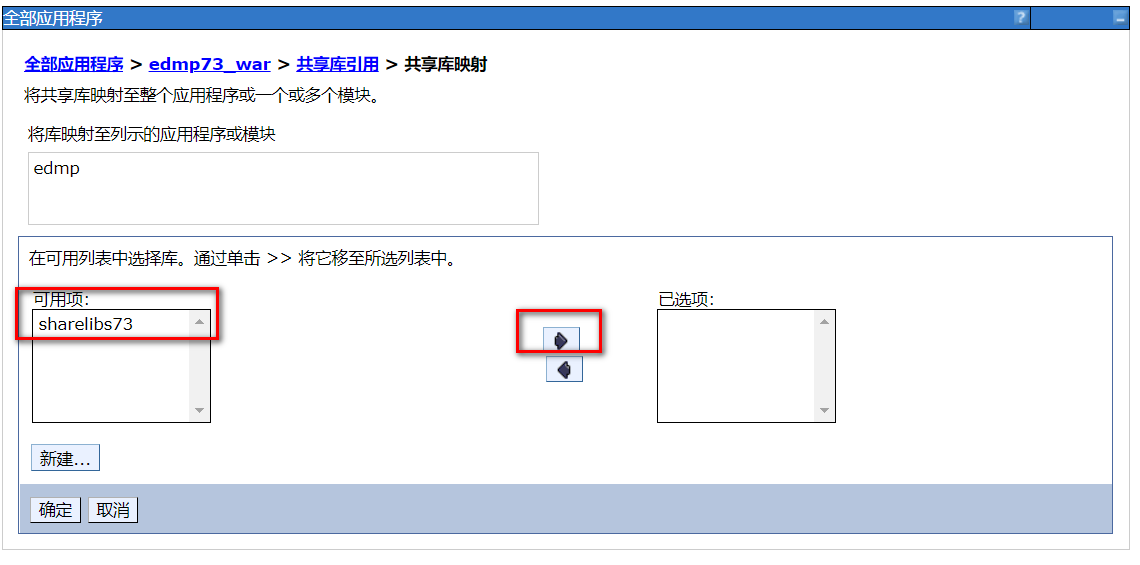 全部应用程序
?
全部应用程序 > edmp73_war > 共享库引用 > 共享库映射
将共享库映射至整个应用程序或一个或多个模块。
将库映射至列示的应用程序或模块
edmp
在可用列表中选择库。通过单击 >> 将它移至所选列表中。
可用项：
已选项：
sharelibs73
新建...
确定 取消